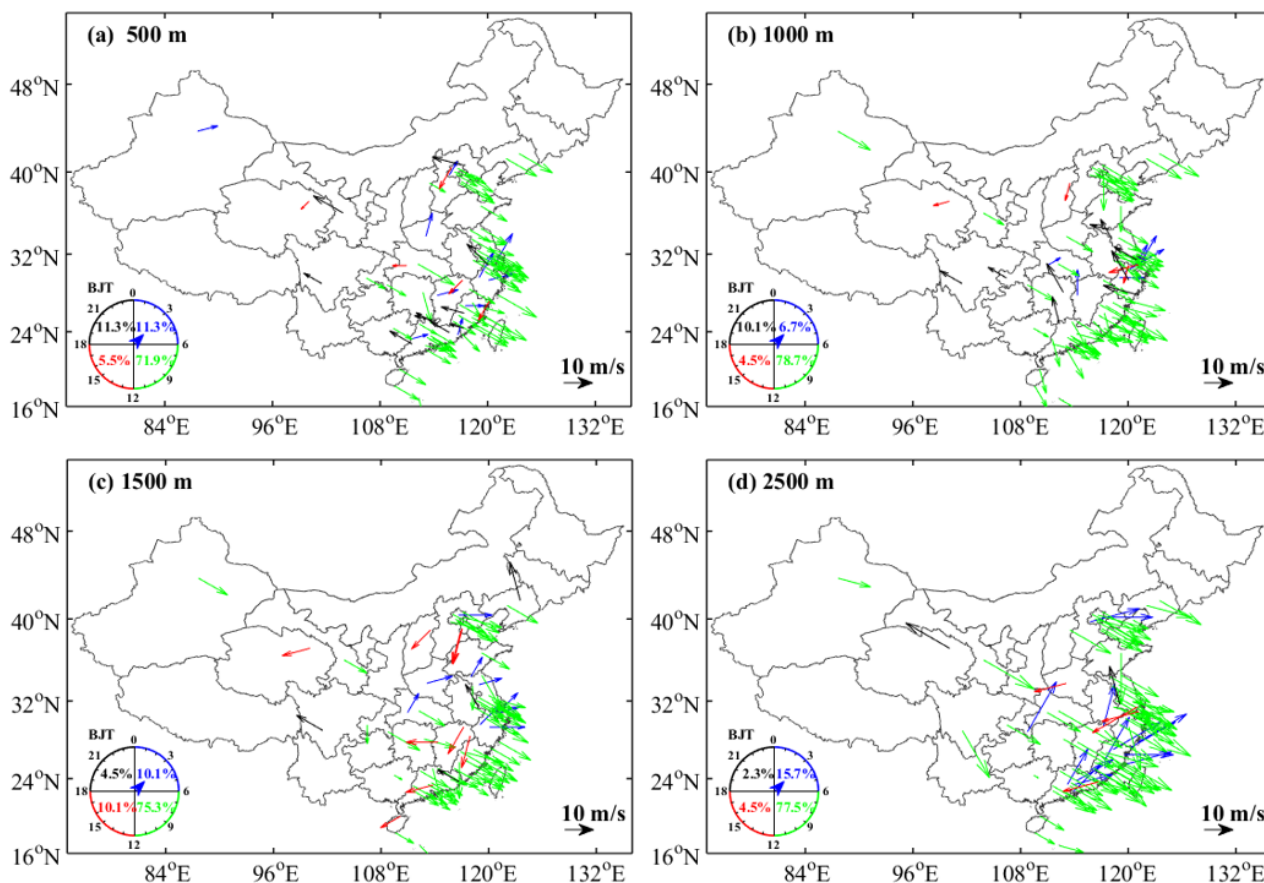 (a) 500 m
48°N
40°N
32°N
24°N
16°N
84°E 96°E 108°E 120°E 132°E
BJT
0
3
6
9
12
15
18
21
11.3% 11.3%
5.5% 71.9%
10 m/s
(b) 1000 m
48°N
40°N
32°N
24°N
16°N
84°E 96°E 108°E 120°E 132°E
BJT
0
3
6
9
12
15
18
21
10.1% 6.7%
4.5% 78.7%
10 m/s
(c) 1500 m
48°N
40°N
32°N
24°N
16°N
84°E 96°E 108°E 120°E 132°E
BJT
0
3
6
9
12
15
18
21
4.5% 10.1%
10.1% 75.3%
10 m/s
(d) 2500 m
48°N
40°N
32°N
24°N
16°N
84°E 96°E 108°E 120°E 132°E
BJT
0
3
6
9
12
15
18
21
2.3% 15.7%
4.5% 77.5%
10 m/s